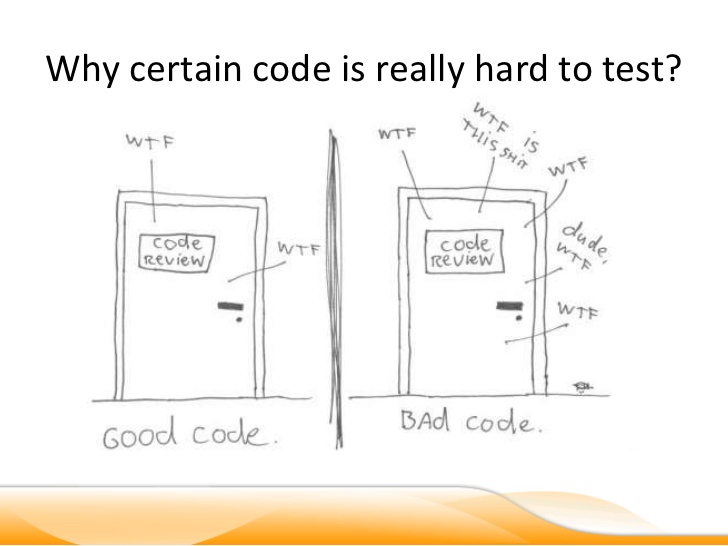 Why certain code is really hard to test?
WTF
CODE
REVIEW
WTF
GOOD CODE.
WTF
WTF IS
THIS SHIT
WTF
dude,
WTF
WTF
CODE
REVIEW
BAd code.